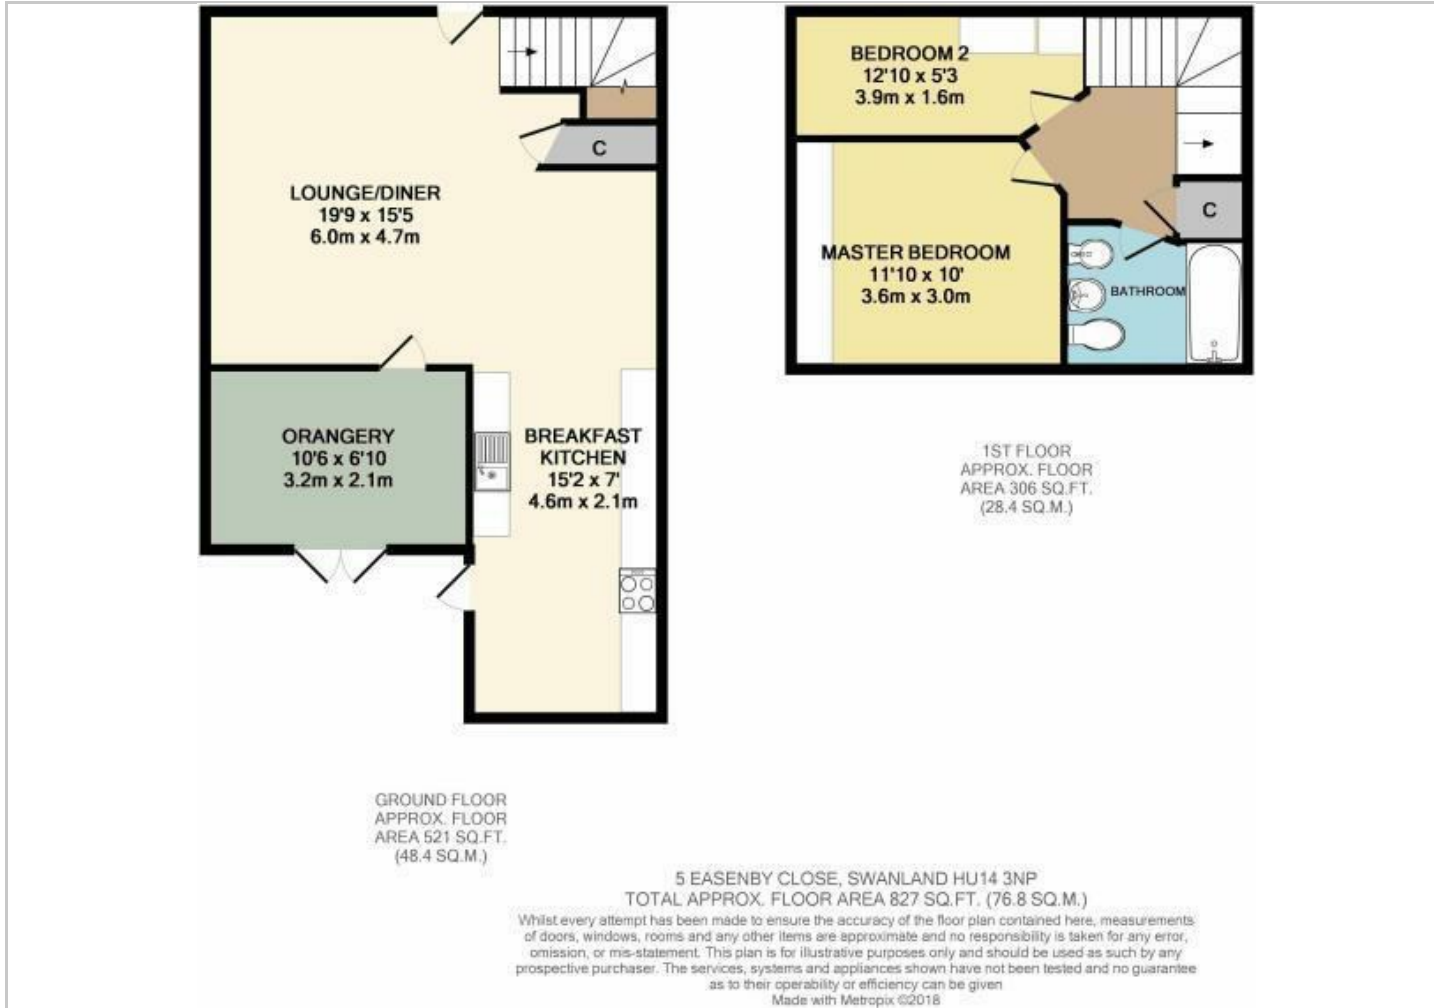 LOUNGE/DINER
19'9 x 15'5
6.0m x 4.7m
C
ORANGERY
10'6 x 6'10
3.2m x 2.1m
BREAKFAST
KITCHEN
15'2 x 7'
4.6m x 2.1m
GROUND FLOOR
APPROX. FLOOR
AREA 521 SQ.FT.
(48.4 SQ.M.)
BEDROOM 2
12'10 x 5'3
3.9m x 1.6m
C
MASTER BEDROOM
11'10 x 10'
3.6m x 3.0m
BATHROOM
1ST FLOOR
APPROX. FLOOR
AREA 306 SQ.FT.
(28.4 SQ.M.)
5 EASENBY CLOSE, SWANLAND HU14 3NP
TOTAL APPROX. FLOOR AREA 827 SQ.FT. (76.8 SQ.M.)
Whilst every attempt has been made to ensure the accuracy of the floor plan contained here, measurements
of doors, windows, rooms and any other items are approximate and no responsibility is taken for any error,
omission, or mis-statement. This plan is for illustrative purposes only and should be used as such by any
prospective purchaser. The services, systems and appliances shown have not been tested and no guarantee
as to their operability or efficiency can be given
Made with Metropix ©2018